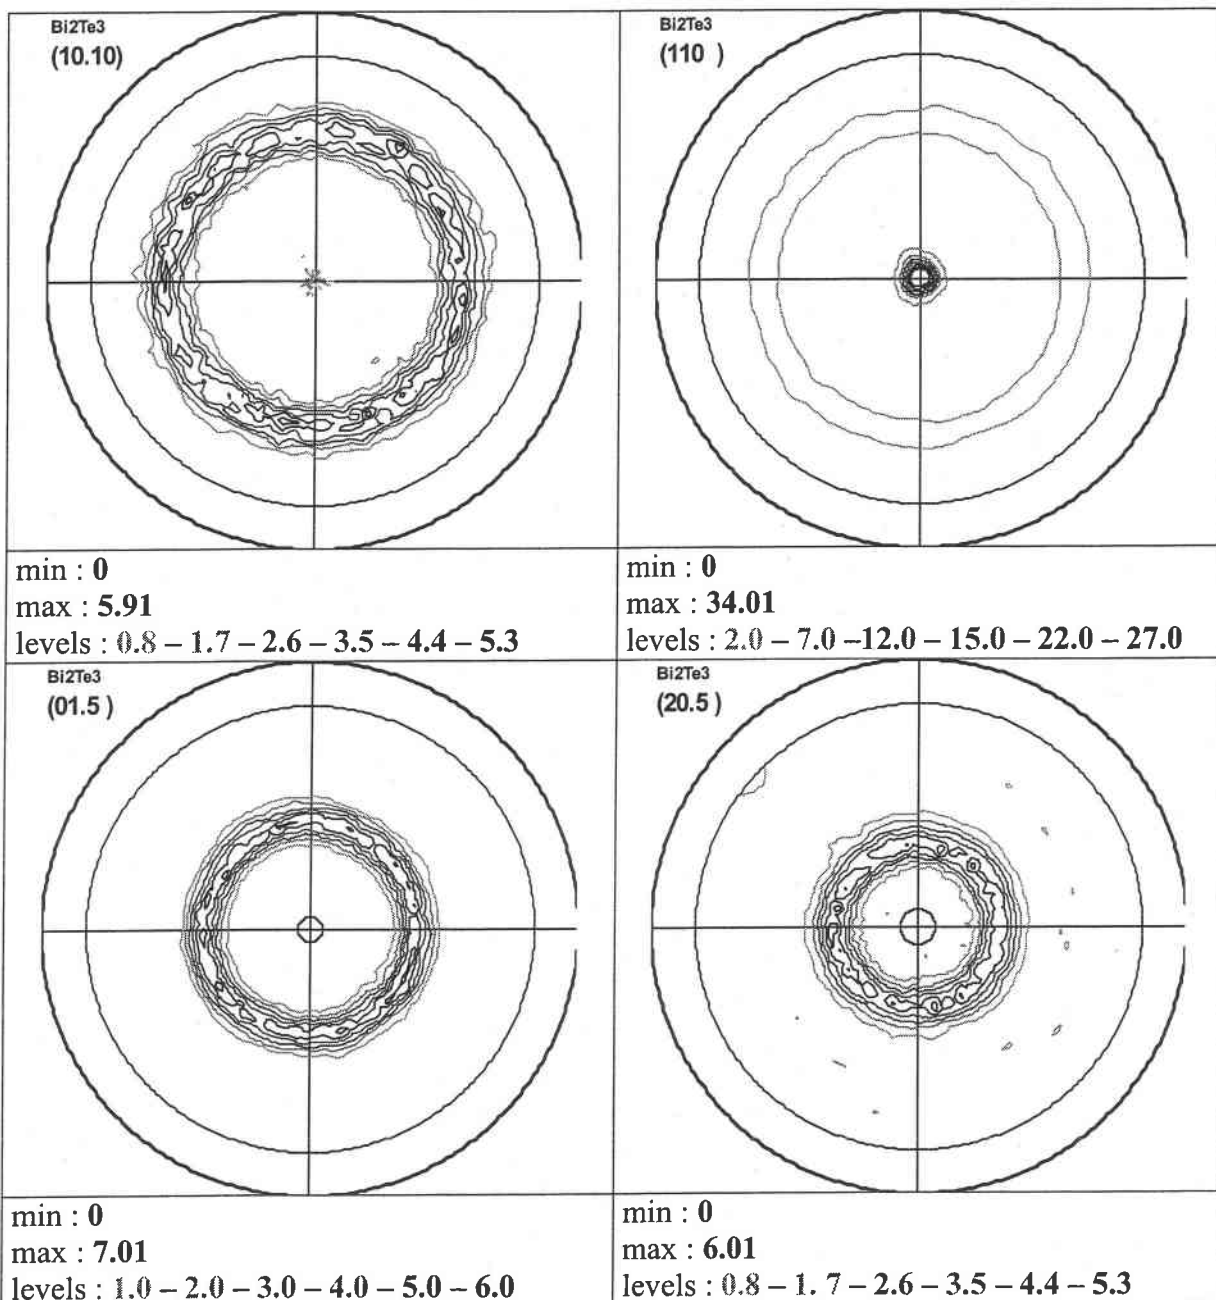 Bi2Te3
(10.10)
Bi2Te3
(110 )
min : 0
max : 5.91
levels : 0.8 – 1.7 – 2.6 – 3.5 – 4.4 – 5.3
min : 0
max : 34.01
levels : 2.0 – 7.0 –12.0 – 15.0 – 22.0 – 27.0
Bi2Te3
(01.5 )
Bi2Te3
(20.5 )
min : 0
max : 7.01
levels : 1.0 – 2.0 – 3.0 – 4.0 – 5.0 – 6.0
min : 0
max : 6.01
levels : 0.8 – 1. 7 – 2.6 – 3.5 – 4.4 – 5.3